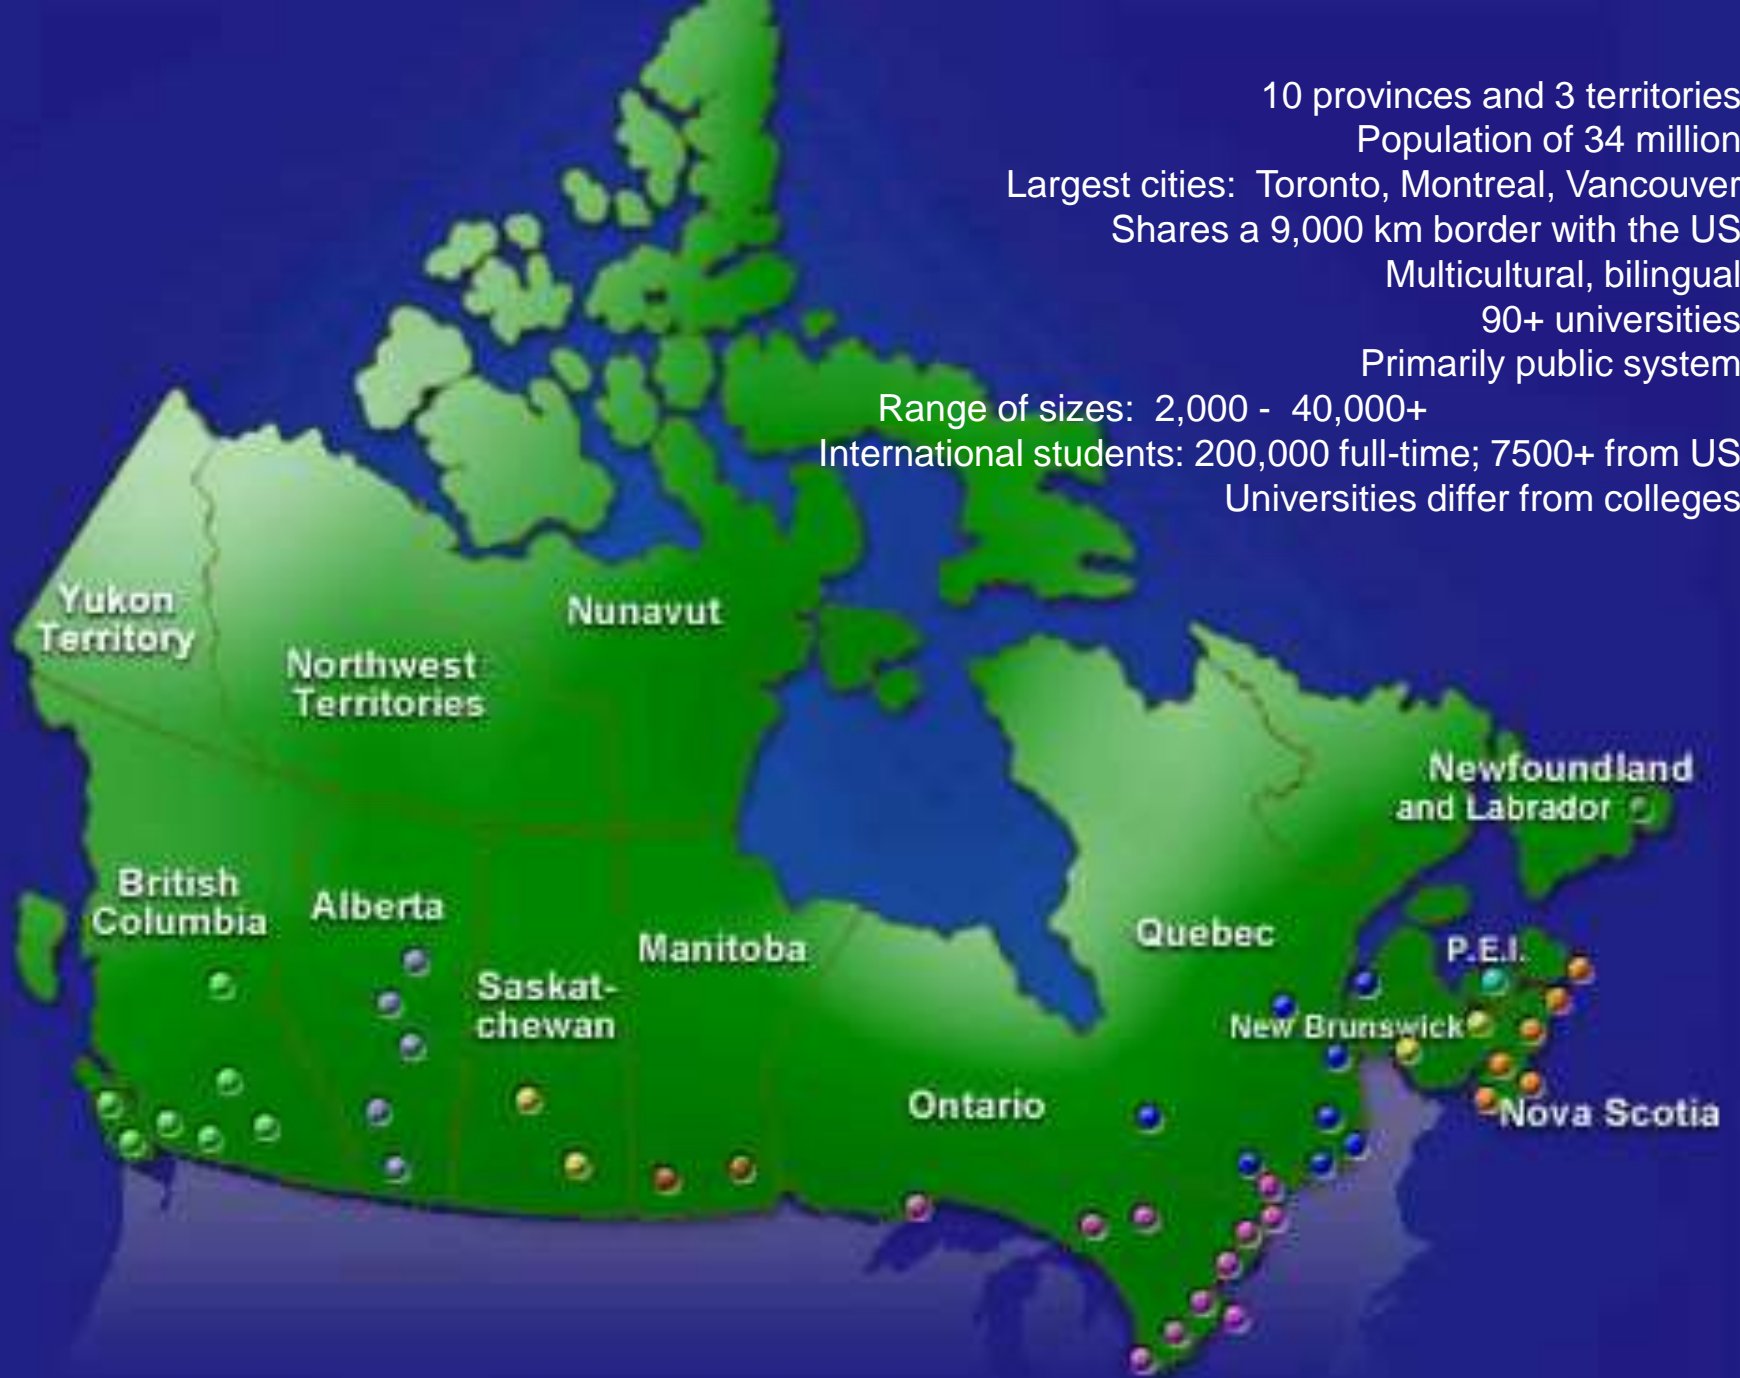 10 provinces and 3 territories
Population of 34 million
Largest cities:  Toronto, Montreal, Vancouver
Shares a 9,000 km border with the US
Multicultural, bilingual
90+ universities
Primarily public system
Range of sizes:  2,000 -  40,000+
International students: 200,000 full-time; 7500+ from US
Universities differ from colleges
Yukon
Territory
Northwest
Territories
Nunavut
British
Columbia
Alberta
Saskat-
chewan
Manitoba
Ontario
Quebec
Newfoundland
and Labrador
P.E.I.
New Brunswick
Nova Scotia